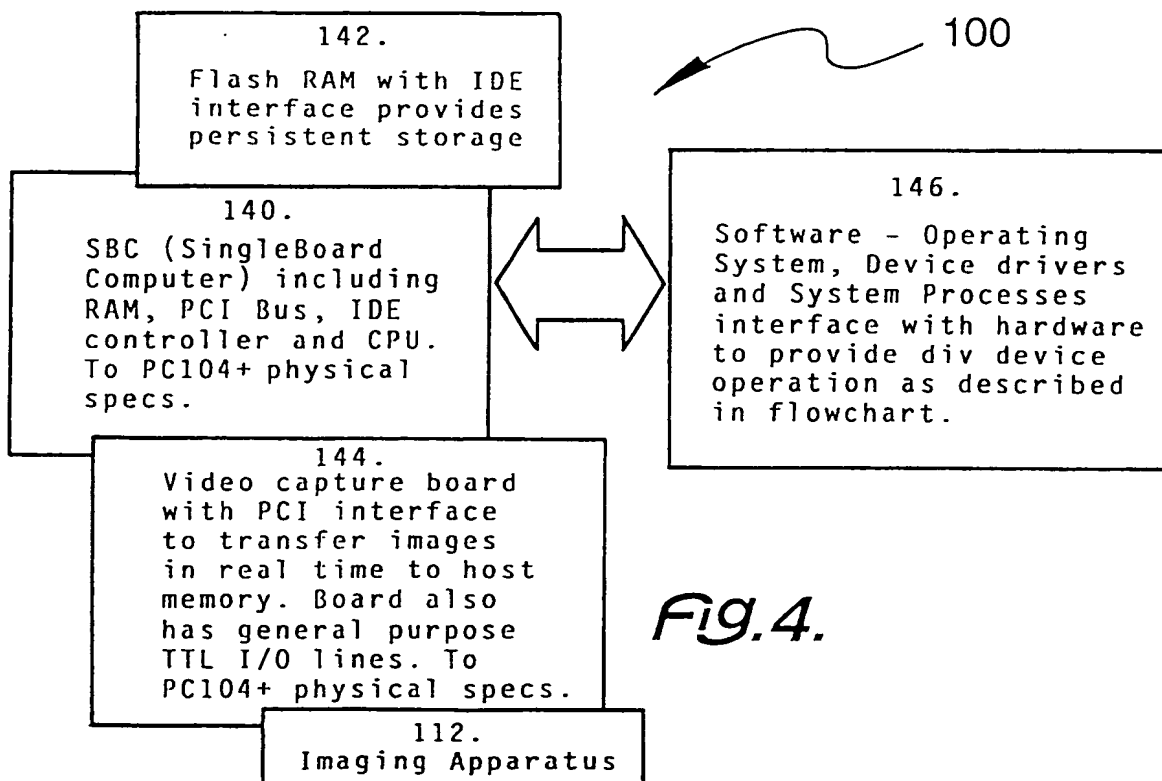 142.
Flash RAM with IDE
interface provides
persistent storage
100
140.
SBC (SingleBoard
Computer) including
RAM, PCI Bus, IDE
controller and CPU.
To PC104+ physical
specs.
146.
Software - Operating
System, Device drivers
and System Processes
interface with hardware
to provide div device
operation as described
in flowchart.
144.
Video capture board
with PCI interface
to transfer images
in real time to host
memory. Board also
has general purpose
TTL I/O lines. To
PC104+ physical specs.
112.
Imaging Apparatus
Fig.4.